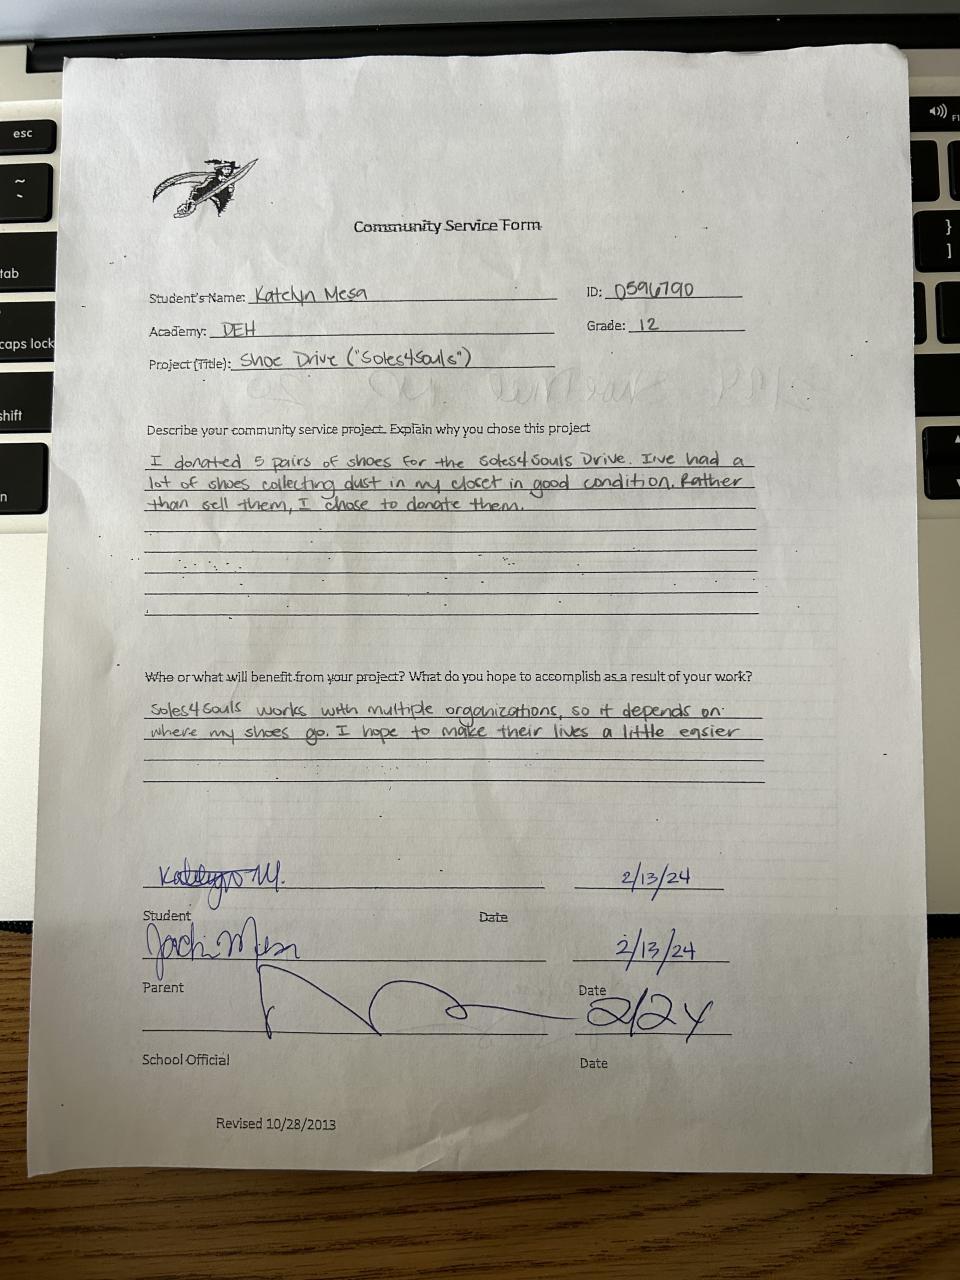 esc
~
`
tab
caps lock
shift
n
F1
}
]
Community Service Form
Student's Name: Katelyn Mesa ID: 0596790
Academy: DEH Grade: 12
Project (Title): Shoe Drive ("Soles4Souls")
Describe your community service project. Explain why you chose this project
I donated 5 pairs of shoes for the Soles4Souls Drive. I've had a
lot of shoes collecting dust in my closet in good condition. Rather
than sell them, I chose to donate them.
Who or what will benefit from your project? What do you hope to accomplish as a result of your work?
Soles4Souls works with multiple organizations, so it depends on
where my shoes go. I hope to make their lives a little easier
2/13/24
Student Date
2/13/24
Parent Date
2/24
School Official Date
Revised 10/28/2013